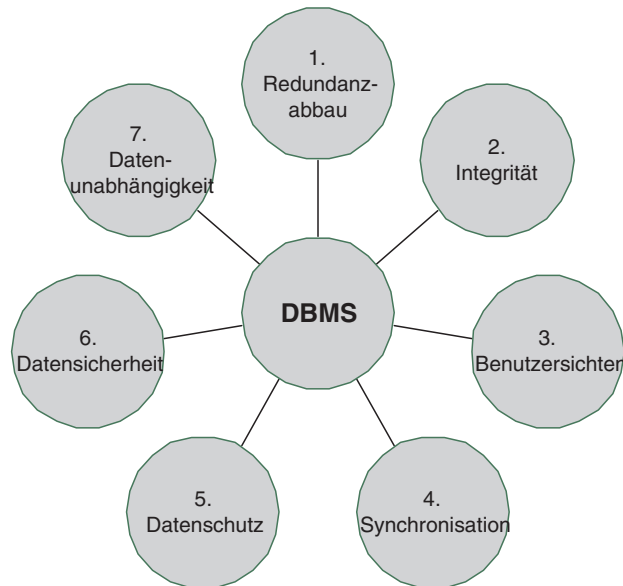 1.
Redundanz-
abbau
2.
Integrität
3.
Benutzersichten
4.
Synchronisation
5.
Datenschutz
6.
Datensicherheit
7.
Daten-
unabhängigkeit
DBMS